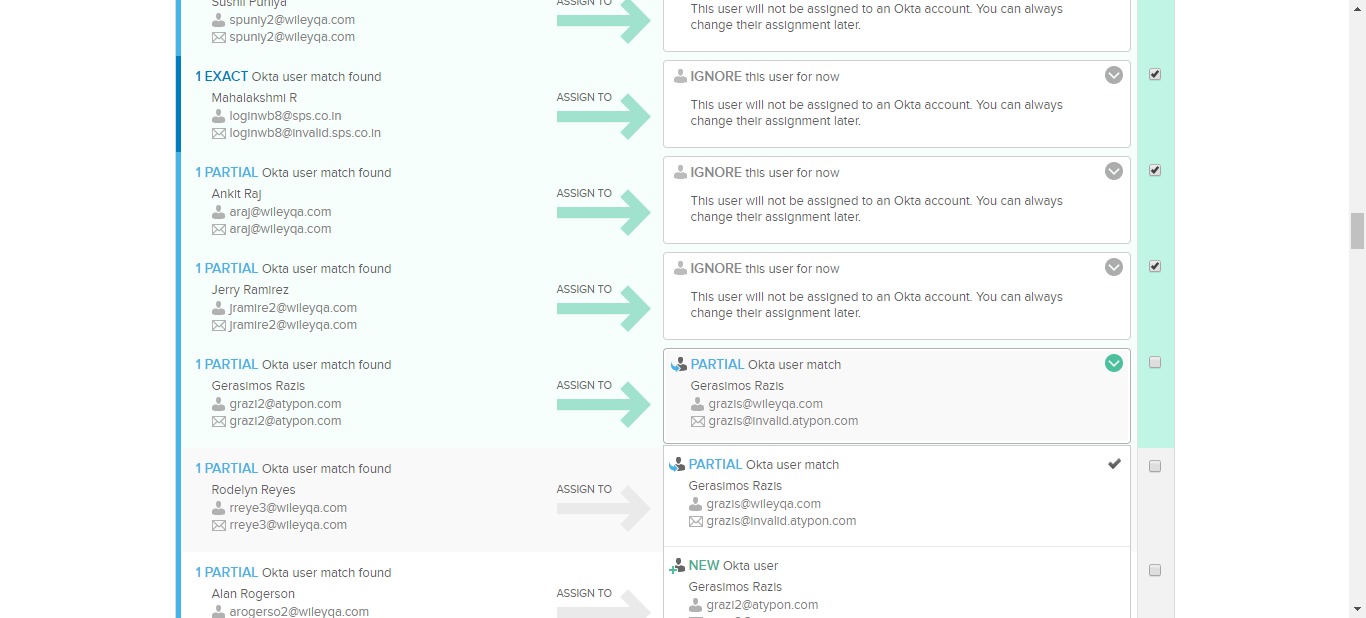 Sushil Puniya
spuniy2@wileyqa.com
spuniy2@wileyqa.com
ASSIGN TO
This user will not be assigned to an Okta account. You can always
change their assignment later.
1 EXACT Okta user match found
Mahalakshmi R
loginwb8@sps.co.in
loginwb8@invalid.sps.co.in
ASSIGN TO
IGNORE this user for now
This user will not be assigned to an Okta account. You can always
change their assignment later.
1 PARTIAL Okta user match found
Ankit Raj
araj@wileyqa.com
araj@wileyqa.com
ASSIGN TO
IGNORE this user for now
This user will not be assigned to an Okta account. You can always
change their assignment later.
1 PARTIAL Okta user match found
Jerry Ramirez
jramire2@wileyqa.com
jramire2@wileyqa.com
ASSIGN TO
IGNORE this user for now
This user will not be assigned to an Okta account. You can always
change their assignment later.
1 PARTIAL Okta user match found
Gerasimos Razis
grazi2@atypon.com
grazi2@atypon.com
ASSIGN TO
PARTIAL Okta user match
Gerasimos Razis
grazis@wileyqa.com
grazis@invalid.atypon.com
1 PARTIAL Okta user match found
Rodelyn Reyes
rreye3@wileyqa.com
rreye3@wileyqa.com
ASSIGN TO
PARTIAL Okta user match
Gerasimos Razis
grazis@wileyqa.com
grazis@invalid.atypon.com
1 PARTIAL Okta user match found
Alan Rogerson
arogerso2@wileyqa.com
ASSIGN TO
NEW Okta user
Gerasimos Razis
grazi2@atypon.com